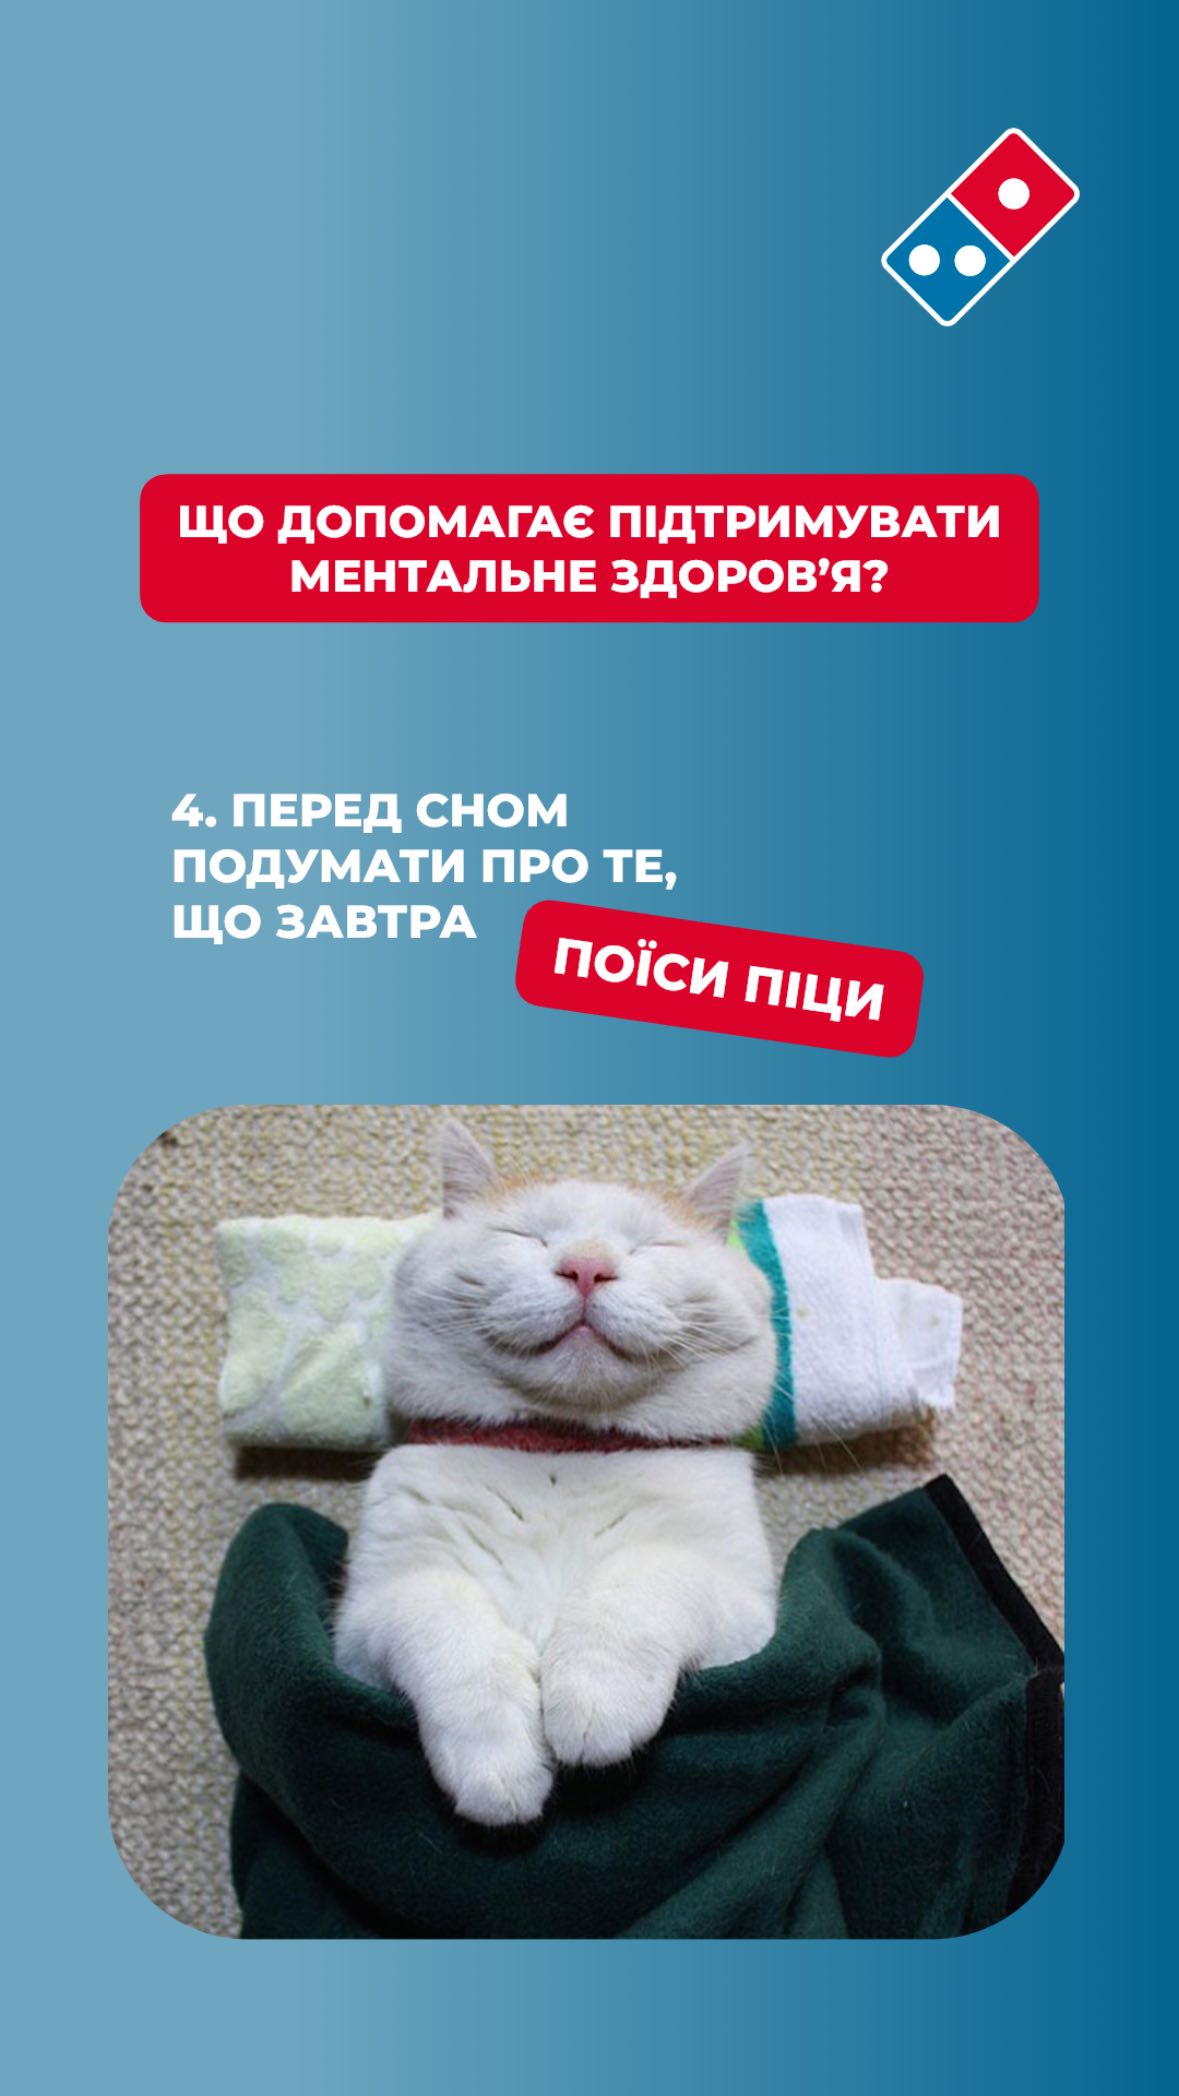 ЩО ДОПОМАГАЄ ПІДТРИМУВАТИ
МЕНТАЛЬНЕ ЗДОРОВ’Я?
4. ПЕРЕД СНОМ
ПОДУМАТИ ПРО ТЕ,
ЩО ЗАВТРА
ПОЇСИ ПІЦИ